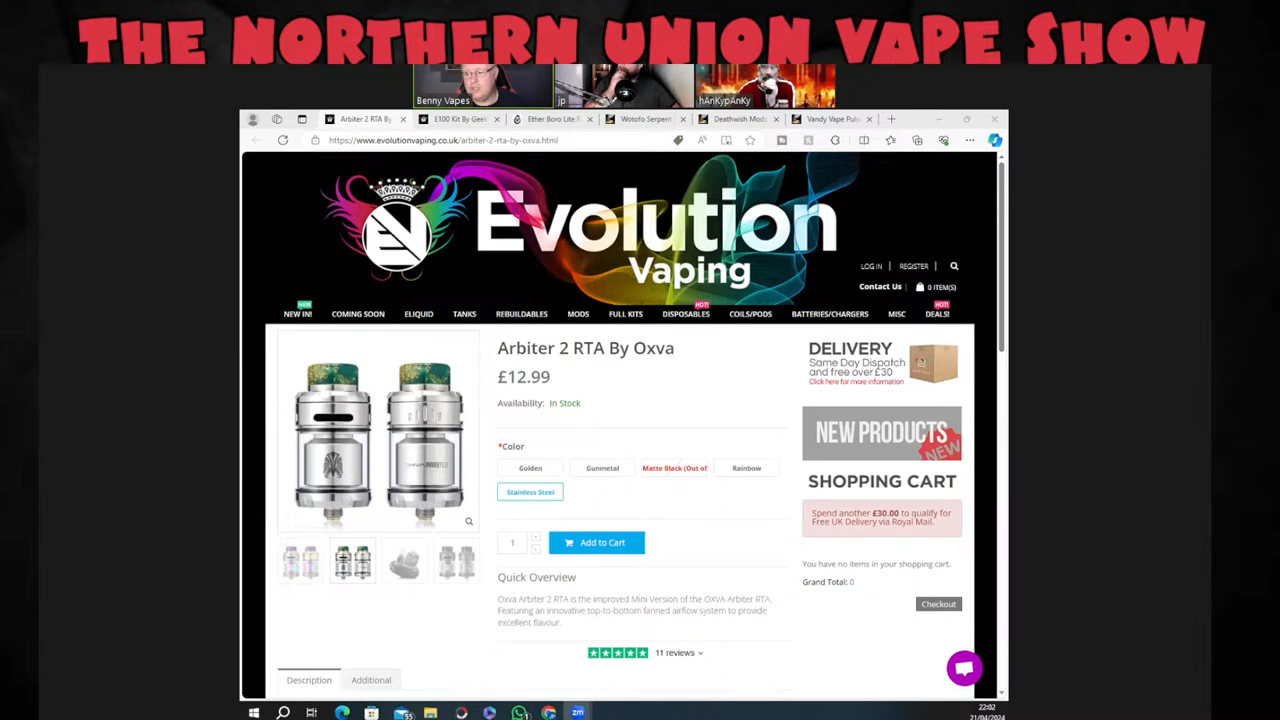 THE NORTHERN UNION VAPE SHOW
Benny Vapes
jp
hAnKypAnKy
Arbiter 2 RTA By
E100 Kit By Geek
Ether Boro Lite R
Wotofo Serpent
Deathwish Mods
Vandy Vape Puls
https://www.evolutionvaping.co.uk/arbiter-2-rta-by-oxva.html
Evolution
Vaping
LOG IN | REGISTER |
Contact Us | 0 ITEM(S)
NEW
HOT!
HOT!
NEW IN! COMING SOON ELIQUID TANKS REBUILDABLES MODS FULL KITS DISPOSABLES COILS/PODS BATTERIES/CHARGERS MISC DEALS!
Arbiter 2 RTA By Oxva
£12.99
Availability: In Stock
*Color
Golden
Gunmetal
Matte Black (Out of
Rainbow
Stainless Steel
1
Add to Cart
Quick Overview
Oxva Arbiter 2 RTA is the improved Mini Version of the OXVA Arbiter RTA.
Featuring an innovative top-to-bottom fanned airflow system to provide
excellent flavour.
11 reviews
Description
Additional
DELIVERY
Same Day Dispatch
and free over £30
Click here for more information
NEW PRODUCTS
NEW
SHOPPING CART
Spend another £30.00 to qualify for
Free UK Delivery via Royal Mail.
You have no items in your shopping cart.
Grand Total: 0
Checkout
55
1
zm
22:02
21/04/2024